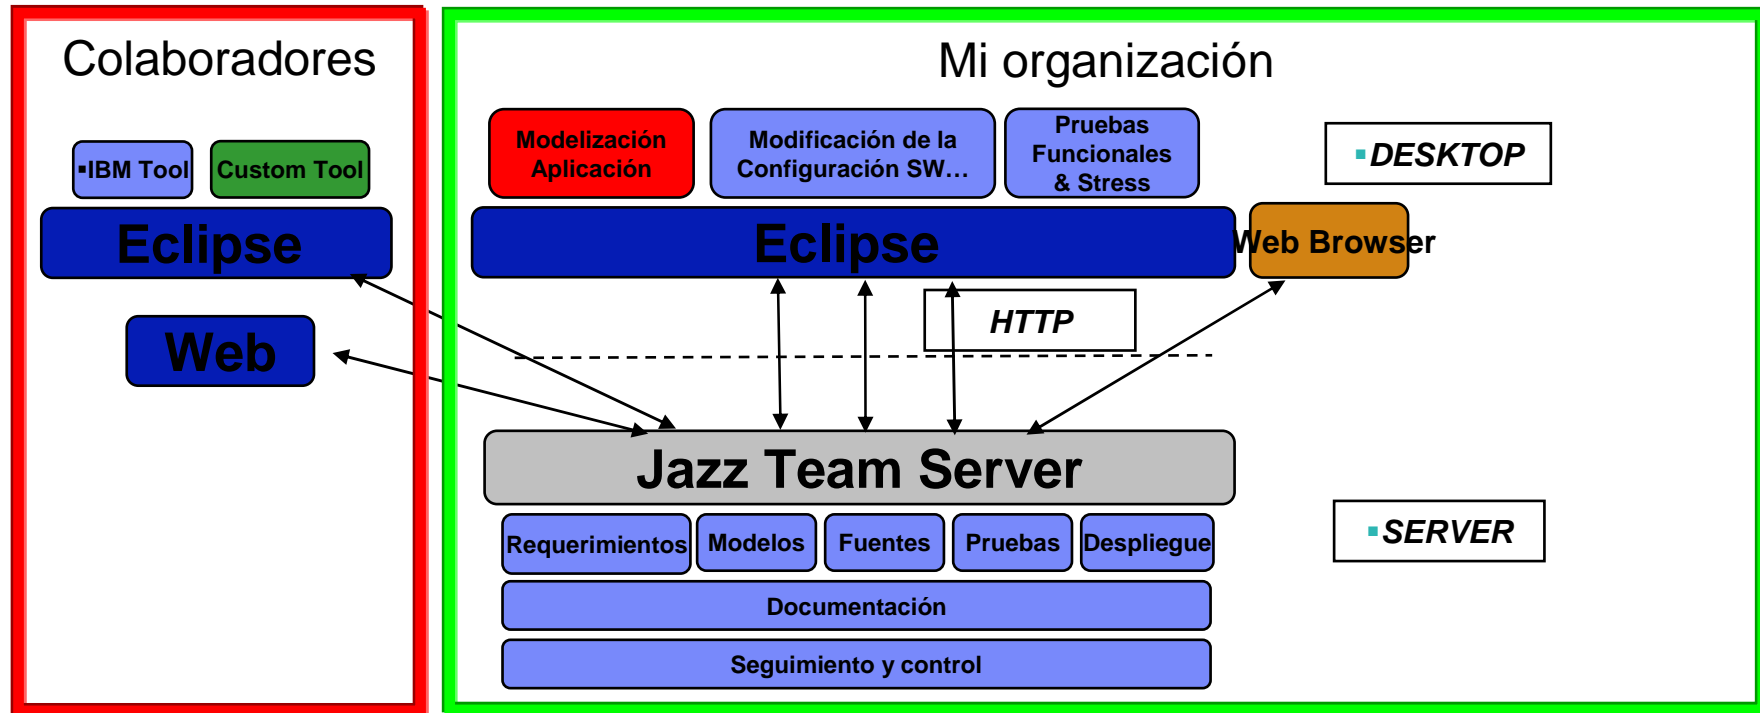 Colaboradores
▪IBM Tool
Custom Tool
Eclipse
Web
Mi organización
Modelización
Aplicación
Modificación de la
Configuración SW…
Pruebas
Funcionales
& Stress
▪DESKTOP
Eclipse
Web Browser
HTTP
Jazz Team Server
Requerimientos
Modelos
Fuentes
Pruebas
Despliegue
▪SERVER
Documentación
Seguimiento y control